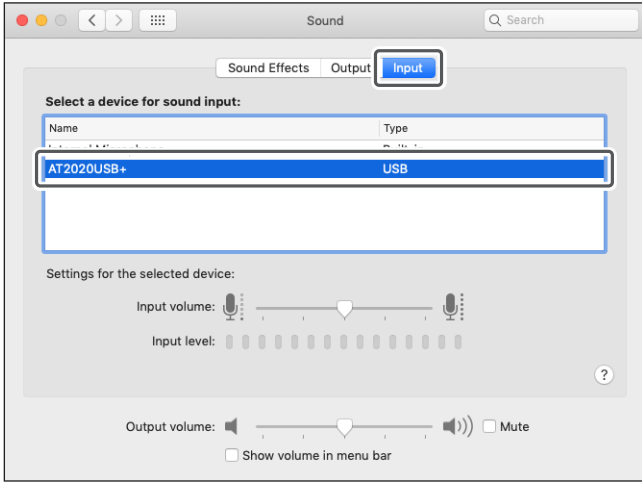 Sound
Search
Sound Effects Output Input
Select a device for sound input:
Name Type
AT2020USB+ USB
Settings for the selected device:
Input volume:
Input level:
?
Output volume: Mute
Show volume in menu bar